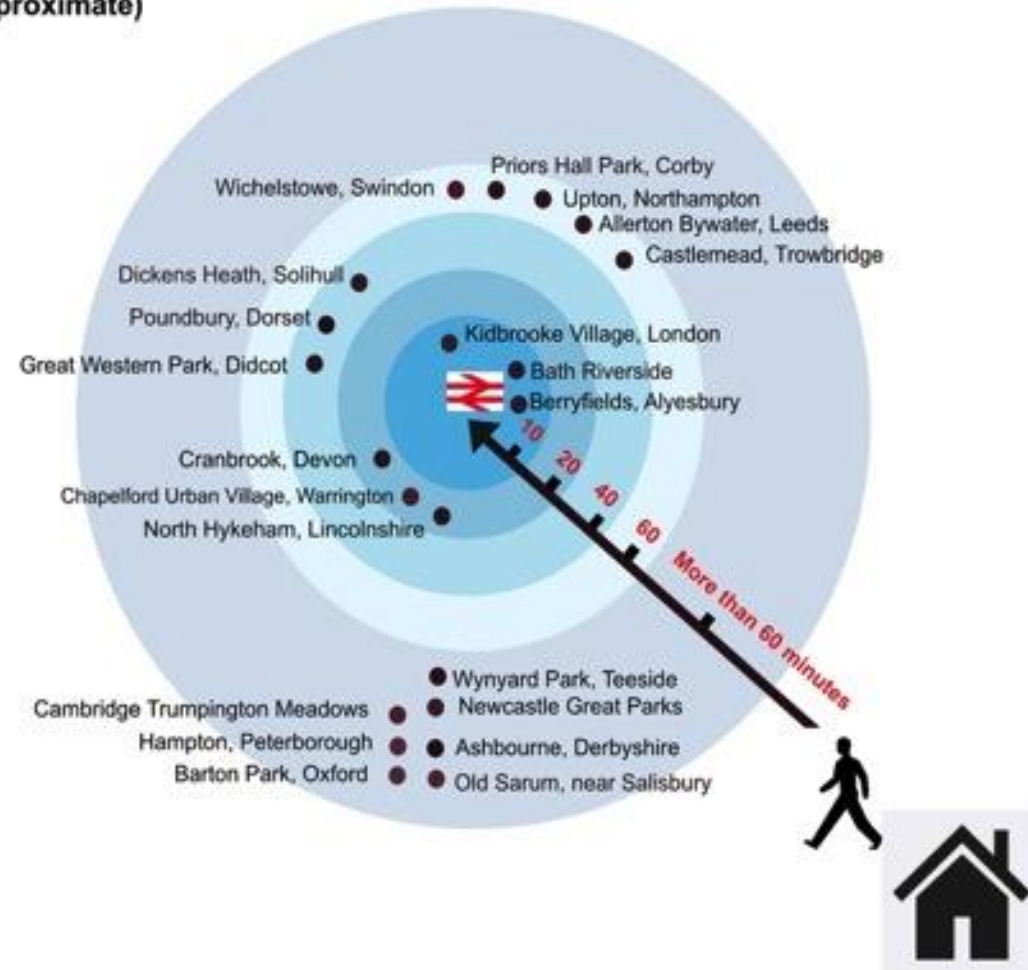 proximate)
Priors Hall Park, Corby
Wichelstowe, Swindon
Upton, Northampton
Allerton Bywater, Leeds
Castlemead, Trowbridge
Dickens Heath, Solihull
Poundbury, Dorset
Kidbrooke Village, London
Great Western Park, Didcot
Bath Riverside
Berryfields, Alyesbury
10
20
40
60
More than 60 minutes
Cranbrook, Devon
Chapelford Urban Village, Warrington
North Hykeham, Lincolnshire
Wynyard Park, Teeside
Cambridge Trumpington Meadows
Newcastle Great Parks
Hampton, Peterborough
Ashbourne, Derbyshire
Barton Park, Oxford
Old Sarum, near Salisbury